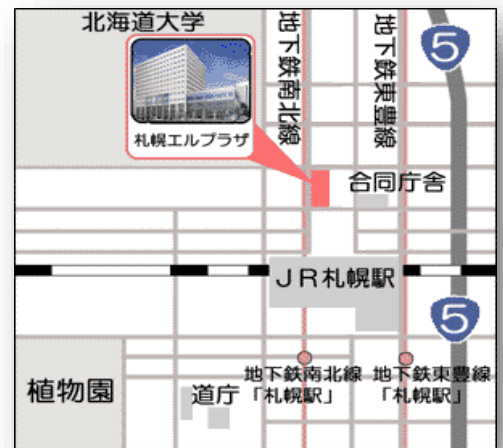 北海道大学
札幌エルプラザ
地下鉄南北線
地下鉄東豊線
5
合同庁舎
JR札幌駅
5
地下鉄南北線
「札幌駅」
地下鉄東豊線
「札幌駅」
植物園
道庁